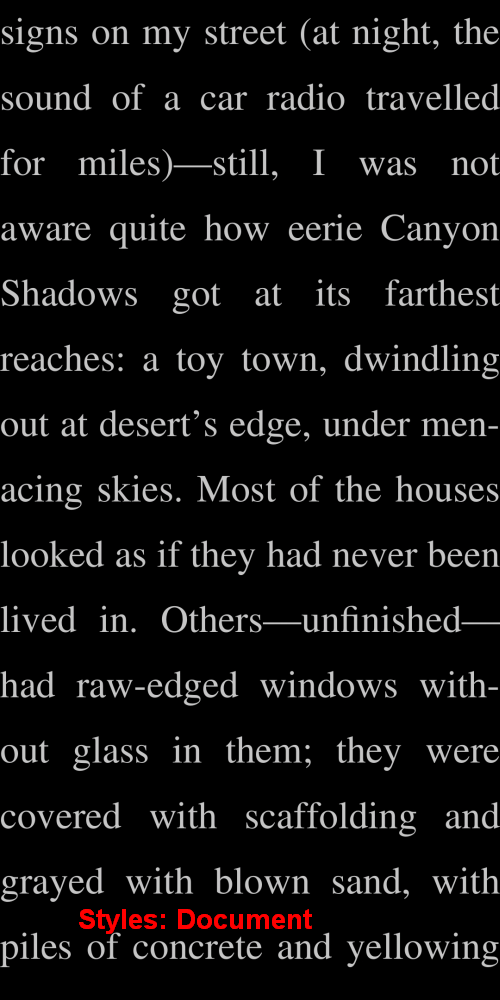 signs on my street (at night, the
sound of a car radio travelled
for miles)—still, I was not
aware quite how eerie Canyon
Shadows got at its farthest
reaches: a toy town, dwindling
out at desert’s edge, under men-
acing skies. Most of the houses
looked as if they had never been
lived in. Others—unfinished—
had raw-edged windows with-
out glass in them; they were
covered with scaffolding and
grayed with blown sand, with
Styles: Document
piles of concrete and yellowing